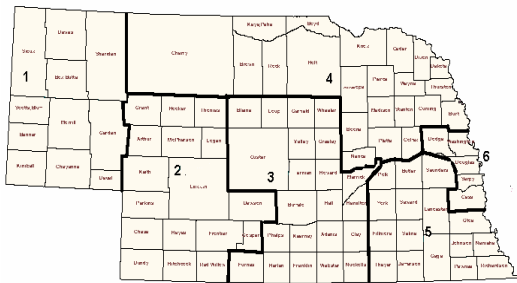 Keya Paha
Boyd
Dawes
Knox
Cedar
Sioux
Sheridan
Cherry
Dixon
Dakota
Brown
Rock
Holt
4
Box Butte
1
Pierce
Wayne
Thurston
Antelope
Grant
Hooker
Thomas
Blaine
Loup
Garfield
Wheeler
Madison
Stanton
Cuming
Burt
Morrill
Banner
Garden
Boone
Arthur
McPherson
Logan
Custer
Valley
Greeley
Platte
Colfax
Dodge
Washington
Nance
6
Kimball
Cheyenne
Deuel
Keith
2
3
Howard
Merrick
Polk
Butler
Saunders
Douglas
Sarpy
Lincoln
Cass
Perkins
Dawson
Buffalo
Hall
Hamilton
York
Seward
Lancaster
Otoe
Chase
Hayes
Frontier
Gosper
Phelps
Kearney
Adams
Clay
Fillmore
Saline
5
Johnson
Nemaha
Gage
Dundy
Hitchcock
Red Willow
Furnas
Harlan
Franklin
Webster
Nuckolls
Thayer
Jefferson
Pawnee
Richardson